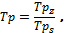 Tp = Tp_z / Tp_s ,